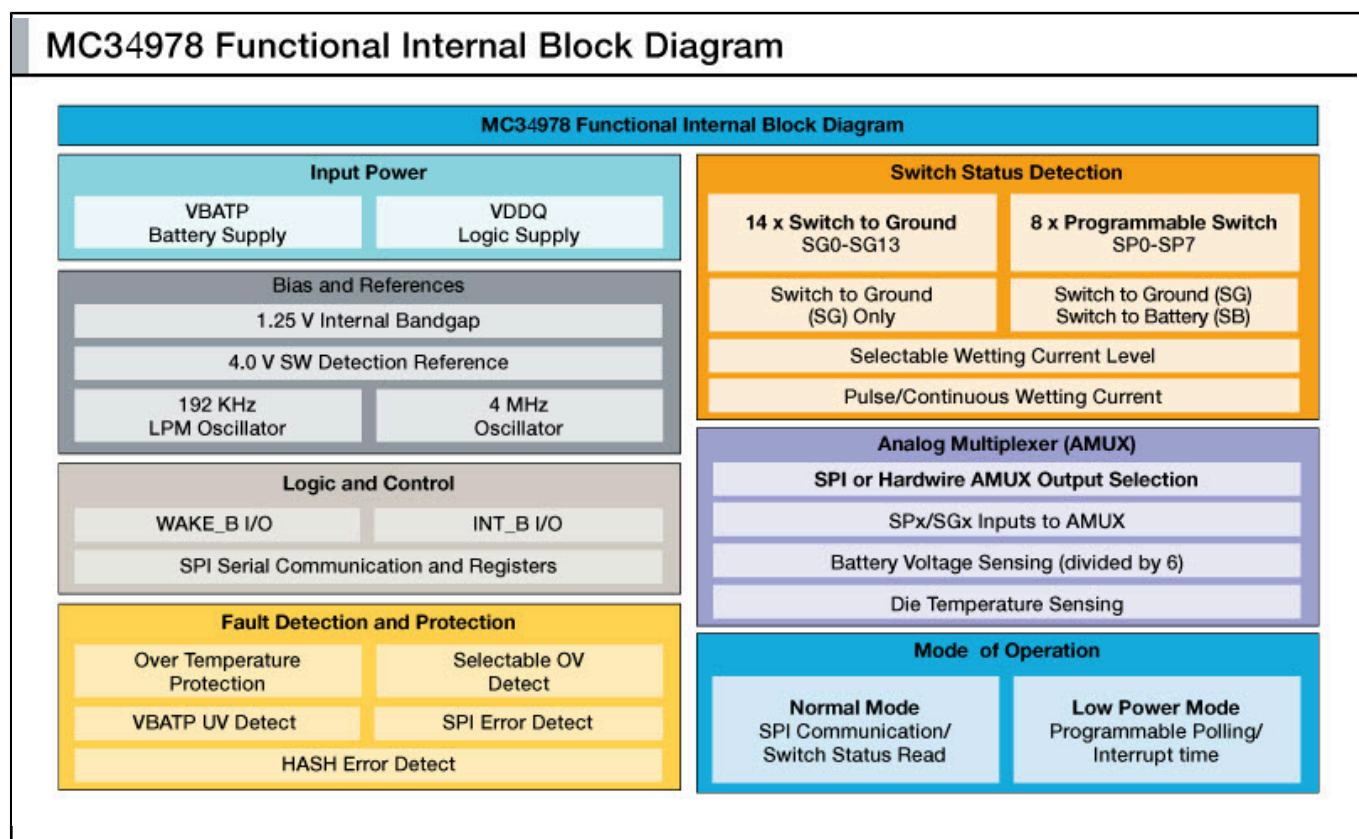 MC34978 Functional Internal Block Diagram
MC34978 Functional Internal Block Diagram
Input Power
VBATP
Battery Supply
VDDQ
Logic Supply
Bias and References
1.25 V Internal Bandgap
4.0 V SW Detection Reference
192 KHz
LPM Oscillator
4 MHz
Oscillator
Logic and Control
WAKE_B I/O
INT_B I/O
SPI Serial Communication and Registers
Fault Detection and Protection
Over Temperature
Protection
Selectable OV
Detect
VBATP UV Detect
SPI Error Detect
HASH Error Detect
Switch Status Detection
14 x Switch to Ground
SG0-SG13
8 x Programmable Switch
SP0-SP7
Switch to Ground
(SG) Only
Switch to Ground (SG)
Switch to Battery (SB)
Selectable Wetting Current Level
Pulse/Continuous Wetting Current
Analog Multiplexer (AMUX)
SPI or Hardwire AMUX Output Selection
SPx/SGx Inputs to AMUX
Battery Voltage Sensing (divided by 6)
Die Temperature Sensing
Mode of Operation
Normal Mode
SPI Communication/
Switch Status Read
Low Power Mode
Programmable Polling/
Interrupt time